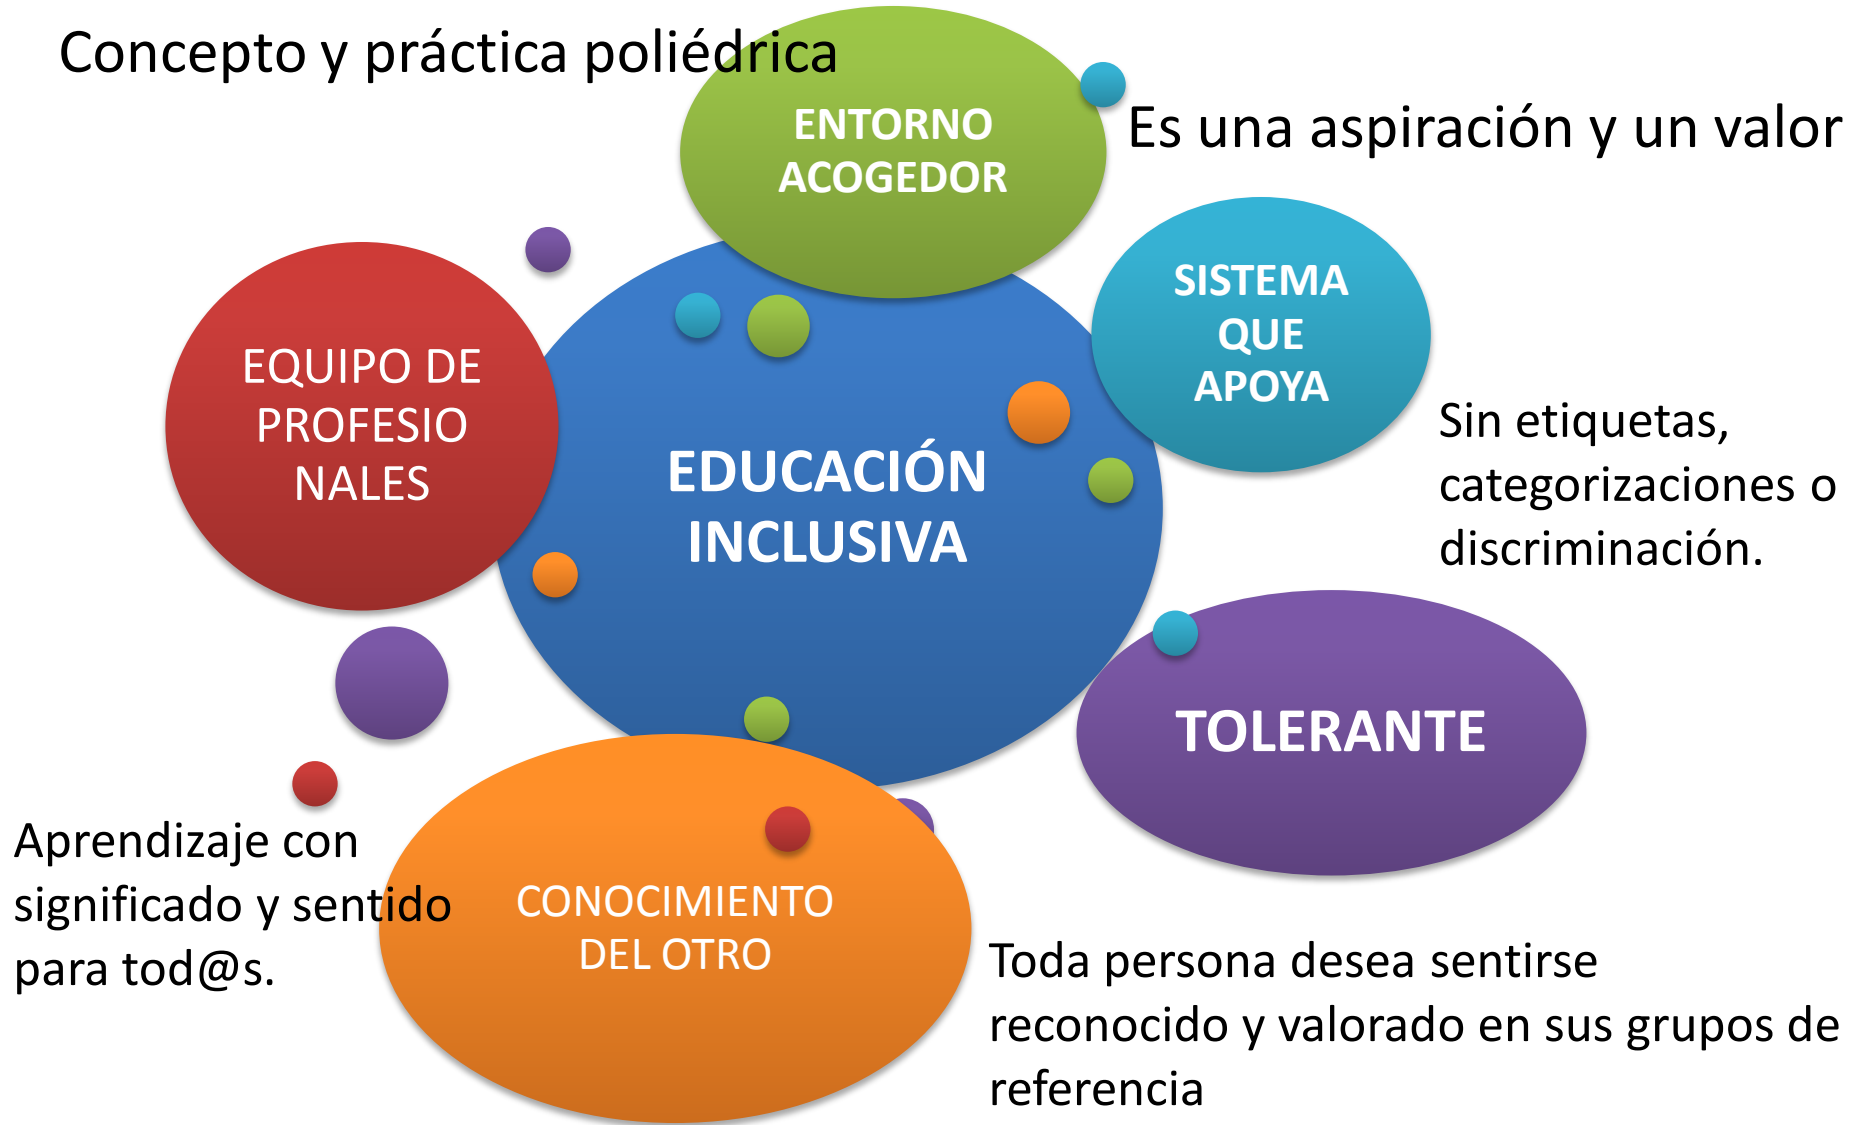 Concepto y práctica poliédrica
ENTORNO
ACOGEDOR
Es una aspiración y un valor
SISTEMA
QUE
APOYA
EQUIPO DE
PROFESIO
NALES
EDUCACIÓN
INCLUSIVA
Sin etiquetas,
categorizaciones o
discriminación.
TOLERANTE
Aprendizaje con
significado y sentido
para tod@s.
CONOCIMIENTO
DEL OTRO
Toda persona desea sentirse
reconocido y valorado en sus grupos de
referencia